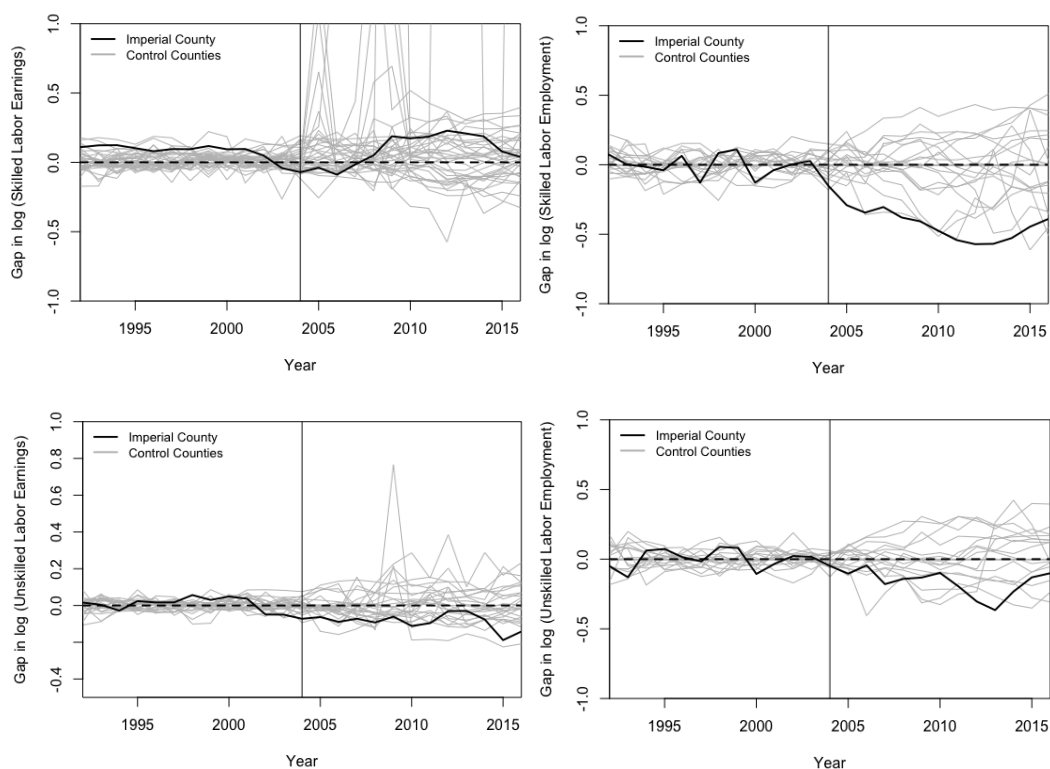 Gap in log (Skilled Labor Earnings)
1.0
0.5
0.0
-0.5
-1.0
Imperial County
Control Counties
1995
2000
2005
2010
2015
Year
Gap in log (Skilled Labor Employment)
1.0
0.5
0.0
-0.5
-1.0
Imperial County
Control Counties
1995
2000
2005
2010
2015
Year
Gap in log (Unskilled Labor Earnings)
1.0
0.8
0.6
0.4
0.2
0.0
-0.4
Imperial County
Control Counties
1995
2000
2005
2010
2015
Year
Gap in log (Unskilled Labor Employment)
1.0
0.5
0.0
-0.5
-1.0
Imperial County
Control Counties
1995
2000
2005
2010
2015
Year